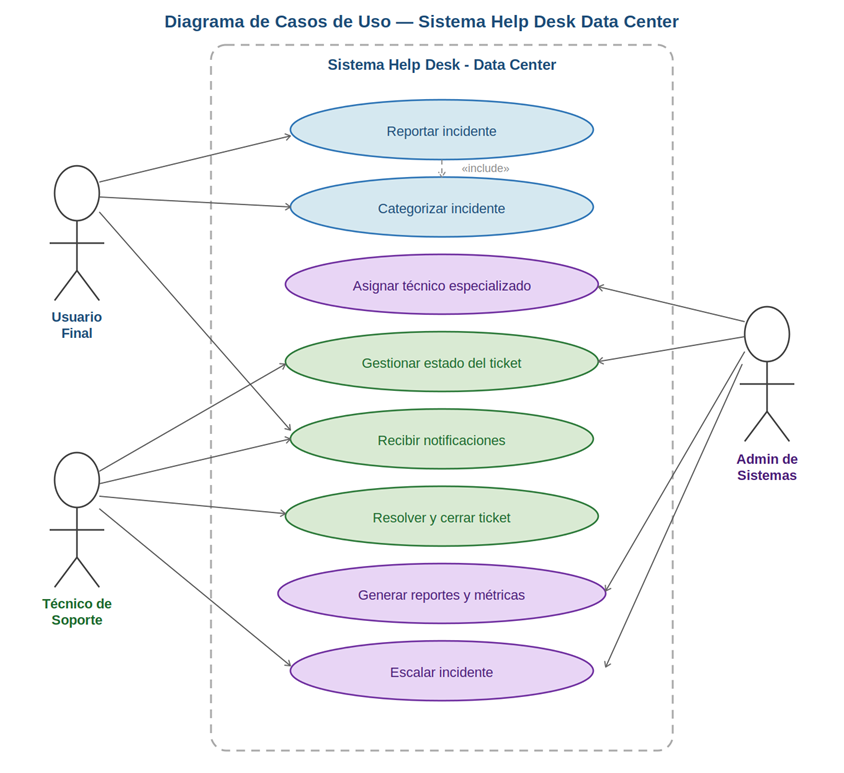 Diagrama de Casos de Uso — Sistema Help Desk Data Center
Sistema Help Desk - Data Center
Reportar incidente
«include»
Categorizar incidente
Asignar técnico especializado
Gestionar estado del ticket
Recibir notificaciones
Resolver y cerrar ticket
Generar reportes y métricas
Escalar incidente
Usuario
Final
Técnico de
Soporte
Admin de
Sistemas